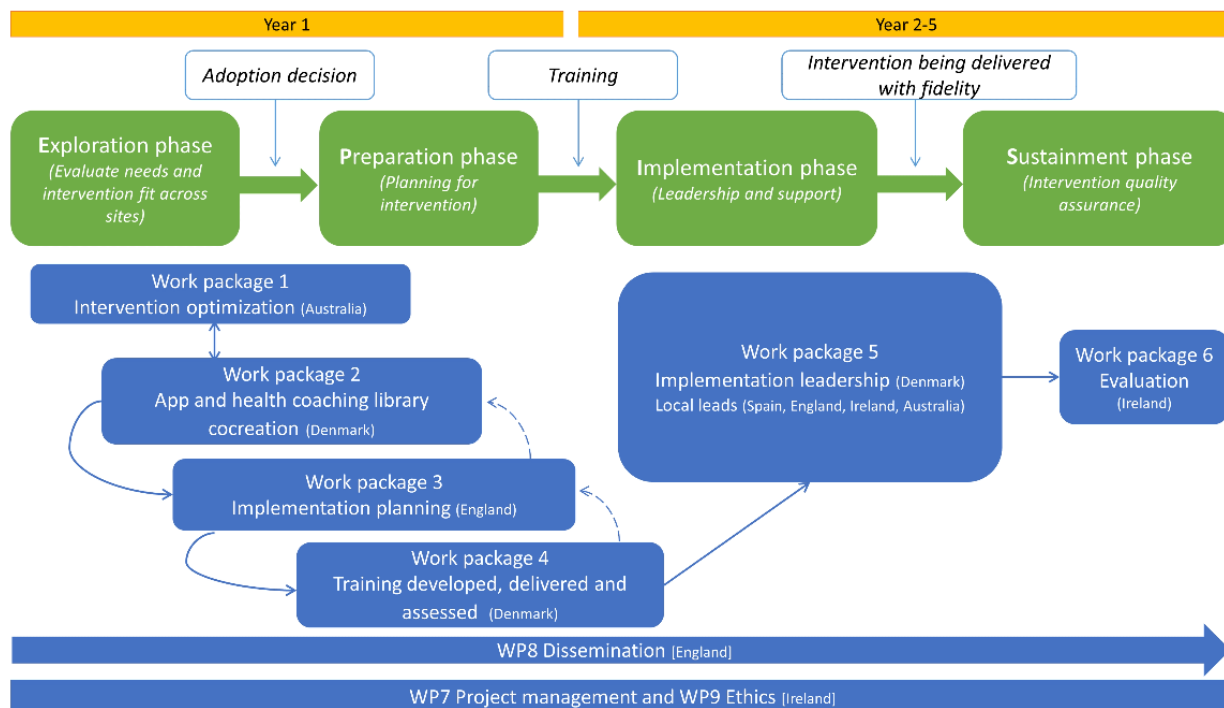 Year 1
Year 2-5
Adoption decision
Training
Intervention being delivered
with fidelity
Exploration phase
(Evaluate needs and
intervention fit across
sites)
Preparation phase
(Planning for
intervention)
Implementation phase
(Leadership and support)
Sustainment phase
(Intervention quality
assurance)
Work package 1
Intervention optimization (Australia)
Work package 2
App and health coaching library
cocreation (Denmark)
Work package 3
Implementation planning (England)
Work package 4
Training developed, delivered and
assessed (Denmark)
Work package 5
Implementation leadership (Denmark)
Local leads (Spain, England, Ireland, Australia)
Work package 6
Evaluation
(Ireland)
WP8 Dissemination [England]
WP7 Project management and WP9 Ethics [Ireland]